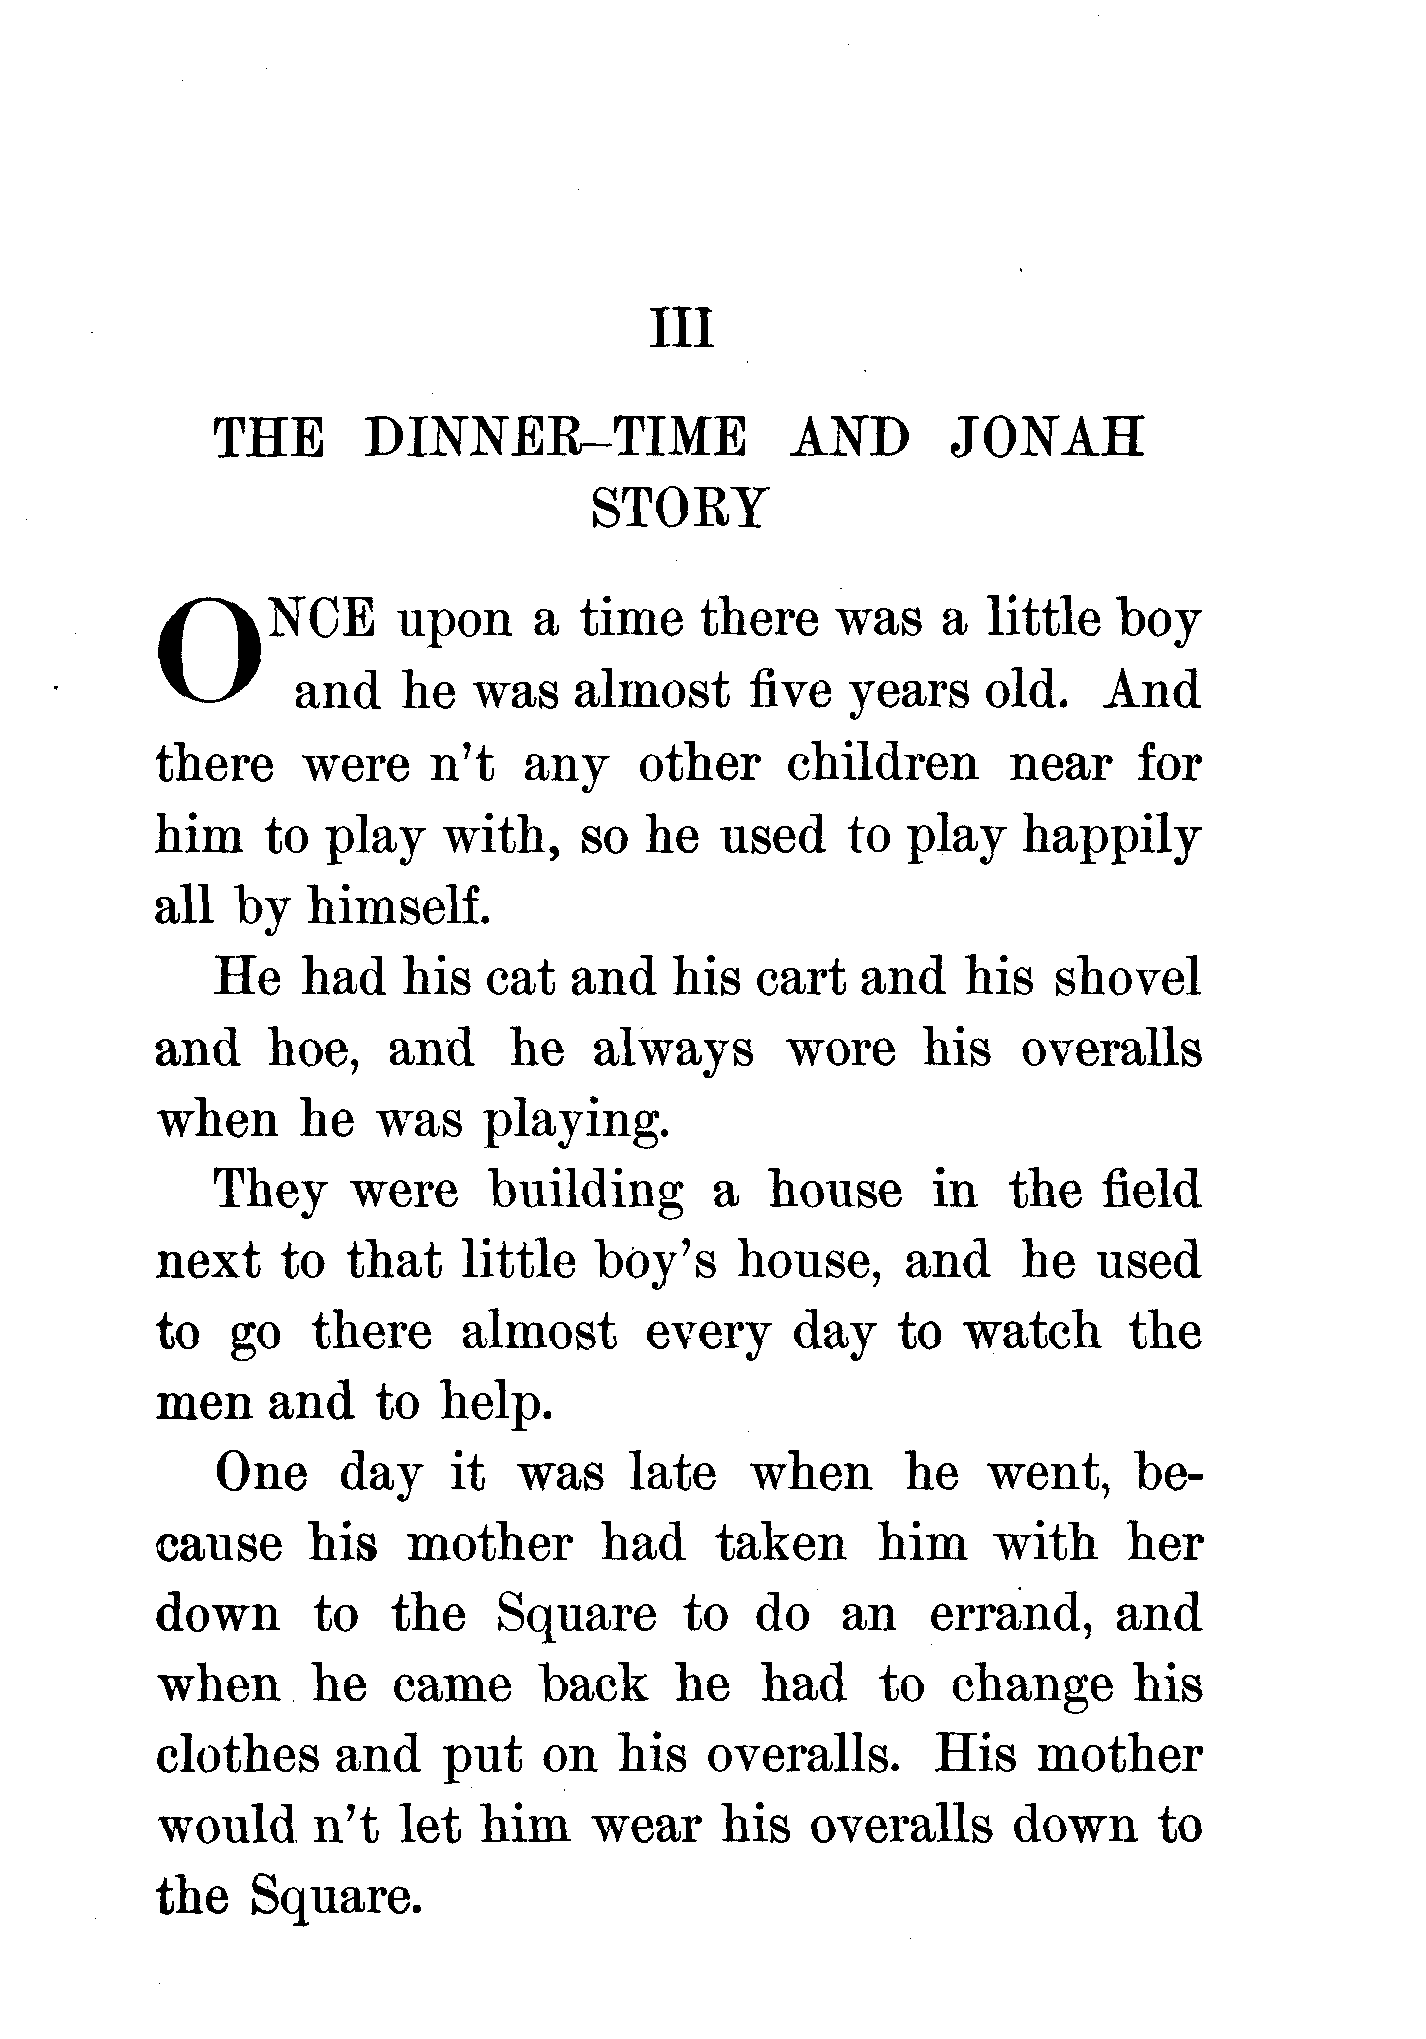 III
THE DINNER-TIME AND JONAH
STORY
ONCE upon a time there was a little boy
and he was almost five years old. And
there were n't any other children near for
him to play with, so he used to play happily
all by himself.
He had his cat and his cart and his shovel
and hoe, and he always wore his overalls
when he was playing.
They were building a house in the field
next to that little boy's house, and he used
to go there almost every day to watch the
men and to help.
One day it was late when he went, be-
cause his mother had taken him with her
down to the Square to do an errand, and
when he came back he had to change his
clothes and put on his overalls. His mother
would n't let him wear his overalls down to
the Square.